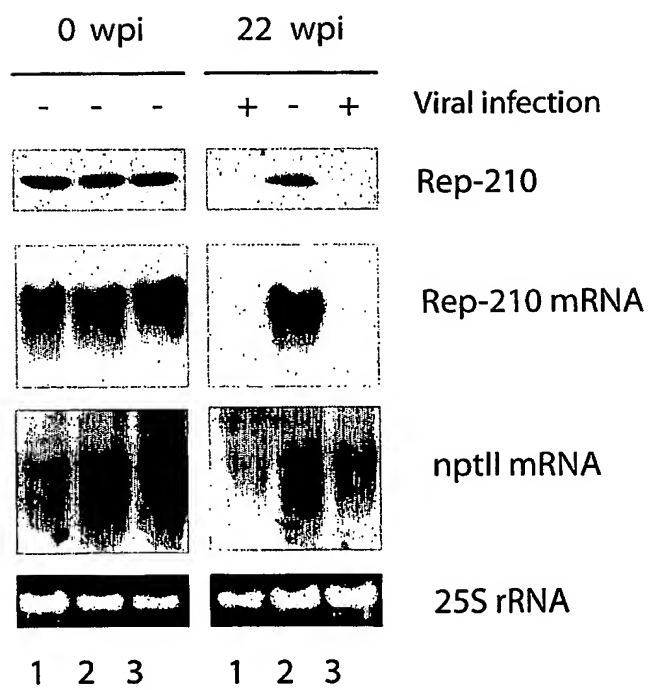 0 wpi 22 wpi
- - - + - + Viral infection
Rep-210
Rep-210 mRNA
nptII mRNA
25S rRNA
1 2 3 1 2 3